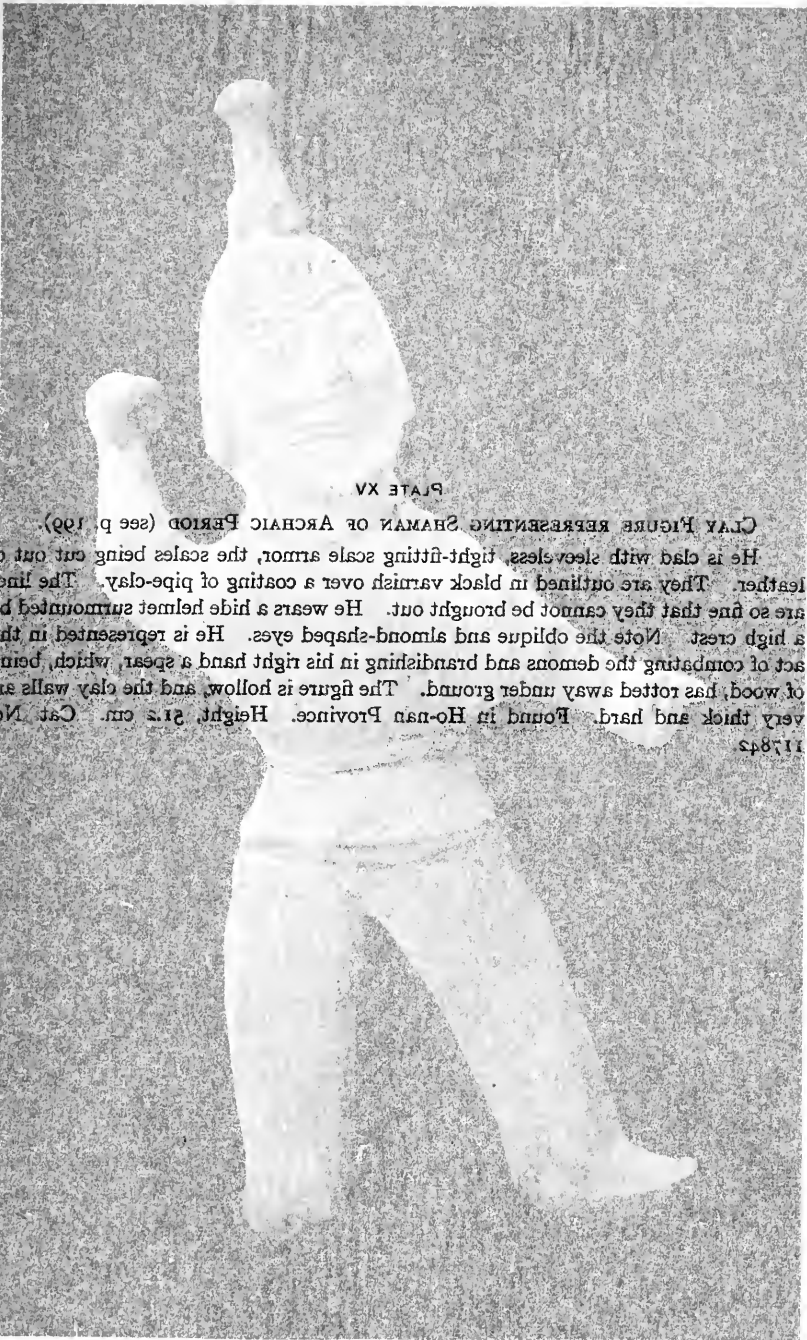 PLATE XV
CLAY FIGURE REPRESENTING SHAMAN OF ARCHAIC PERIOD (see p. 199).
He is clad with sleeveless, tight-fitting scale armor, the scales being cut out
leather. They are outlined in black varnish over a coating of pipe-clay. The
are so fine that they cannot be brought out. He wears a hide helmet surmounted
a high crest. Note the oblique and almond-shaped eyes. He is represented in
act of combating the demons and brandishing in his right hand a spear, which,
of wood, has rotted away under ground. The figure is hollow, and the clay walls
very thick and hard. Found in Ho-nan Province. Height, 51.2 cm. Cat.
117842.